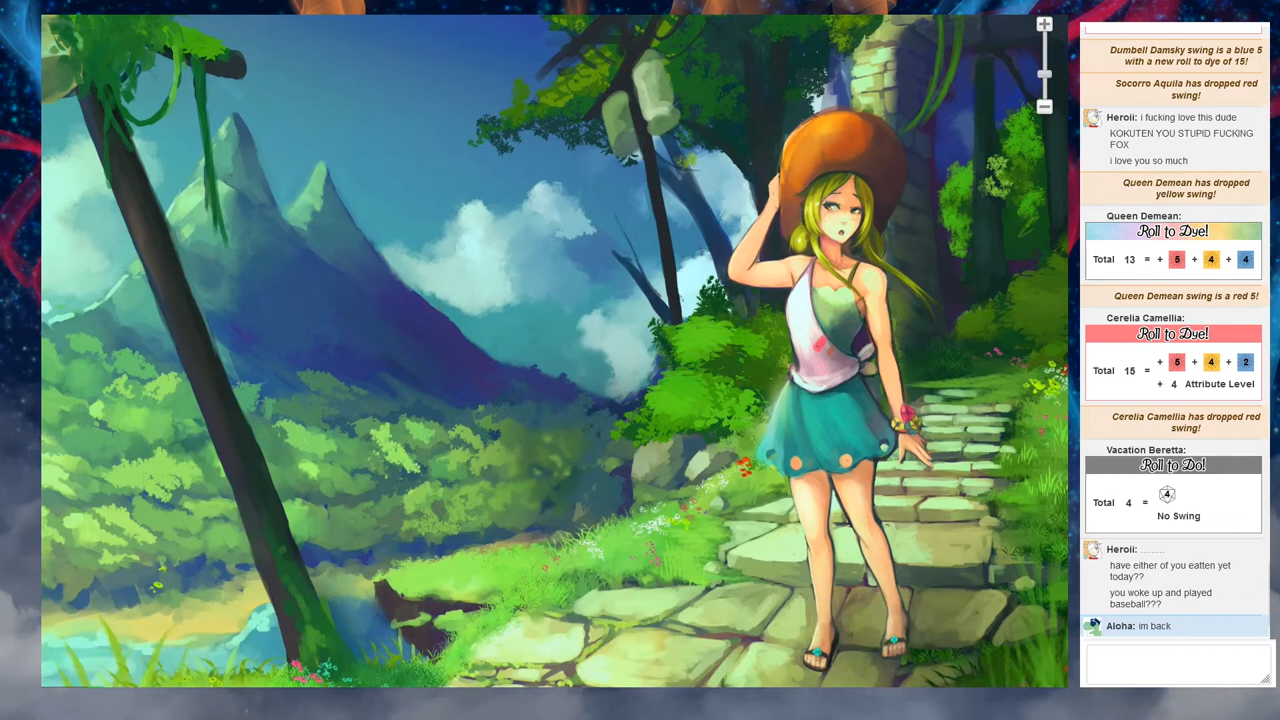 Dumbell Damsky swing is a blue 5
with a new roll to dye of 15!
Socorro Aquila has dropped red
swing!
Heroii: i fucking love this dude
KOKUTEN YOU STUPID FUCKING
FOX
i love you so much
Queen Demean has dropped
yellow swing!
Queen Demean:
Roll to Dye!
Total 13 = + 5 + 4 + 4
Queen Demean swing is a red 5!
Cerelia Camellia:
Roll to Dye!
+ 5 + 4 + 2
Total 15 =
+ 4 Attribute Level
Cerelia Camellia has dropped red
swing!
Vacation Beretta:
Roll to Do!
Total 4 = 4
No Swing
Heroii: .........
have either of you eatten yet
today??
you woke up and played
baseball???
Aloha: im back